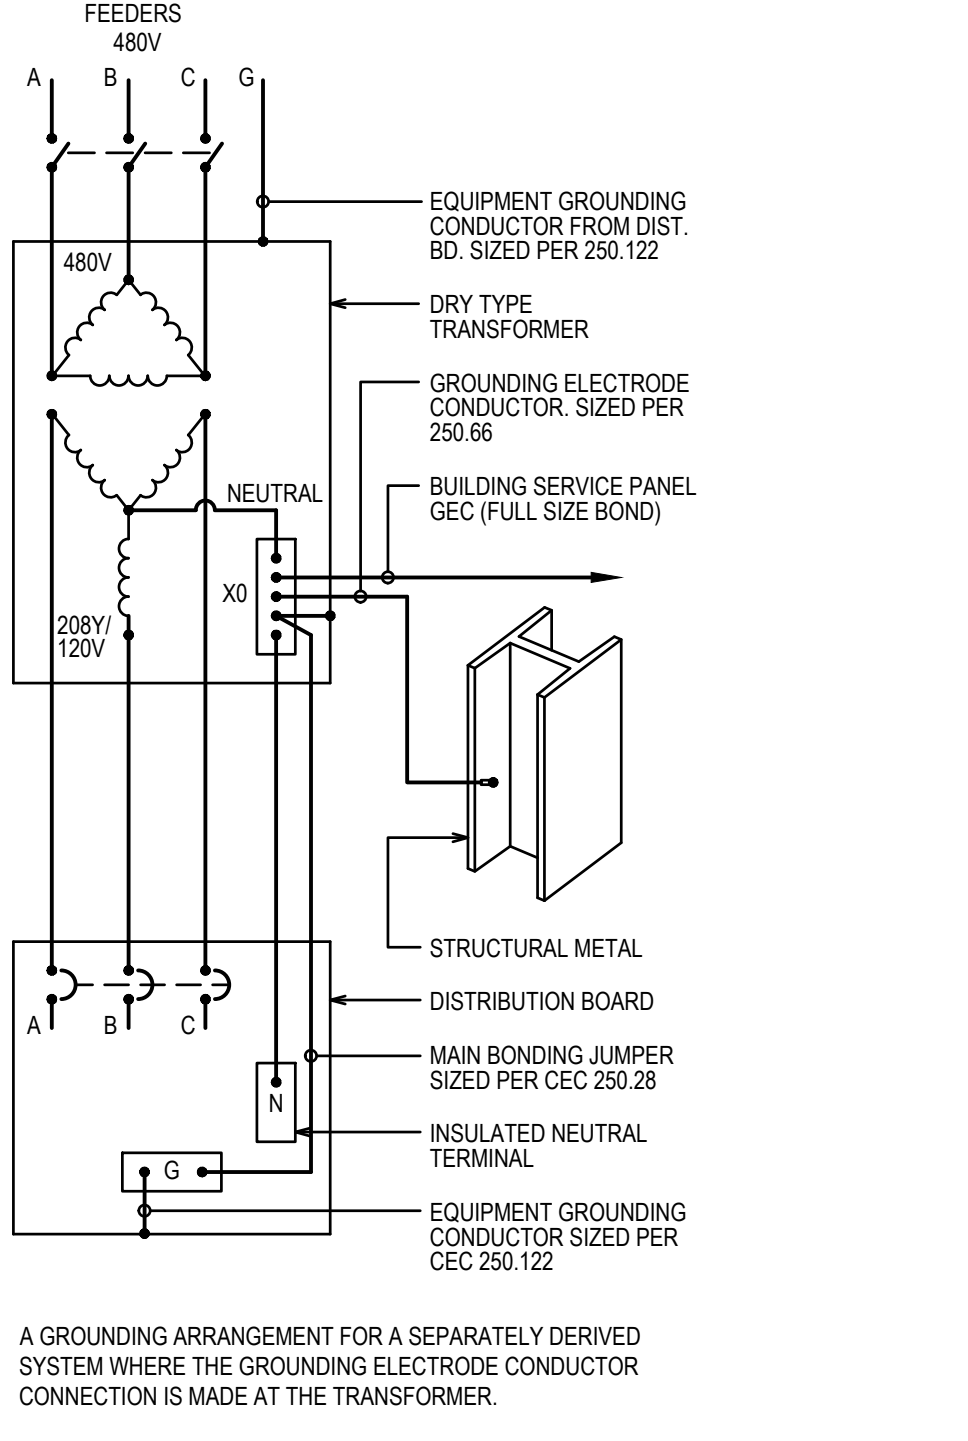 FEEDERS
480V
A B C G
EQUIPMENT GROUNDING
CONDUCTOR FROM DIST.
BD. SIZED PER 250.122
480V
DRY TYPE
TRANSFORMER
GROUNDING ELECTRODE
CONDUCTOR. SIZED PER
250.66
NEUTRAL
BUILDING SERVICE PANEL
GEC (FULL SIZE BOND)
X0
208Y/
120V
STRUCTURAL METAL
DISTRIBUTION BOARD
A B C
MAIN BONDING JUMPER
SIZED PER CEC 250.28
N
INSULATED NEUTRAL
TERMINAL
G
EQUIPMENT GROUNDING
CONDUCTOR SIZED PER
CEC 250.122
A GROUNDING ARRANGEMENT FOR A SEPARATELY DERIVED
SYSTEM WHERE THE GROUNDING ELECTRODE CONDUCTOR
CONNECTION IS MADE AT THE TRANSFORMER.